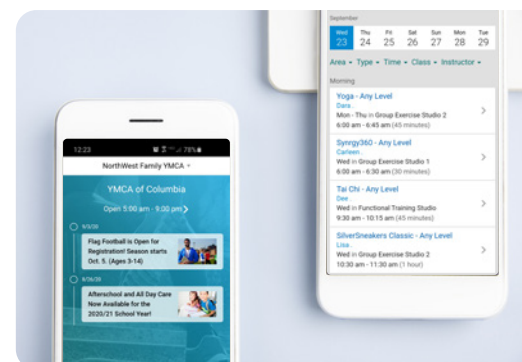 12:23
78%
NorthWest Family YMCA
YMCA of Columbia
Open 5:00 am - 9:00 pm
9/3/20
Flag Football is Open for
Registration! Season starts
Oct. 5. (Ages 3-14)
8/26/20
Afterschool and All Day Care
Now Available for the
2020/21 School Year!
September
Wed Thu Fri Sat Sun Mon Tue
23 24 25 26 27 28 29
Area Type Time Class Instructor
Morning
Yoga - Any Level
Dara .
Mon - Thu in Group Exercise Studio 2
6:00 am - 6:45 am (45 minutes)
Synrgy360 - Any Level
Carleen .
Wed in Group Exercise Studio 1
6:00 am - 6:30 am (30 minutes)
Tai Chi - Any Level
Dee .
Wed in Functional Training Studio
9:30 am - 10:15 am (45 minutes)
SilverSneakers Classic - Any Level
Lisa .
Wed in Group Exercise Studio 2
10:30 am - 11:30 am (1 hour)